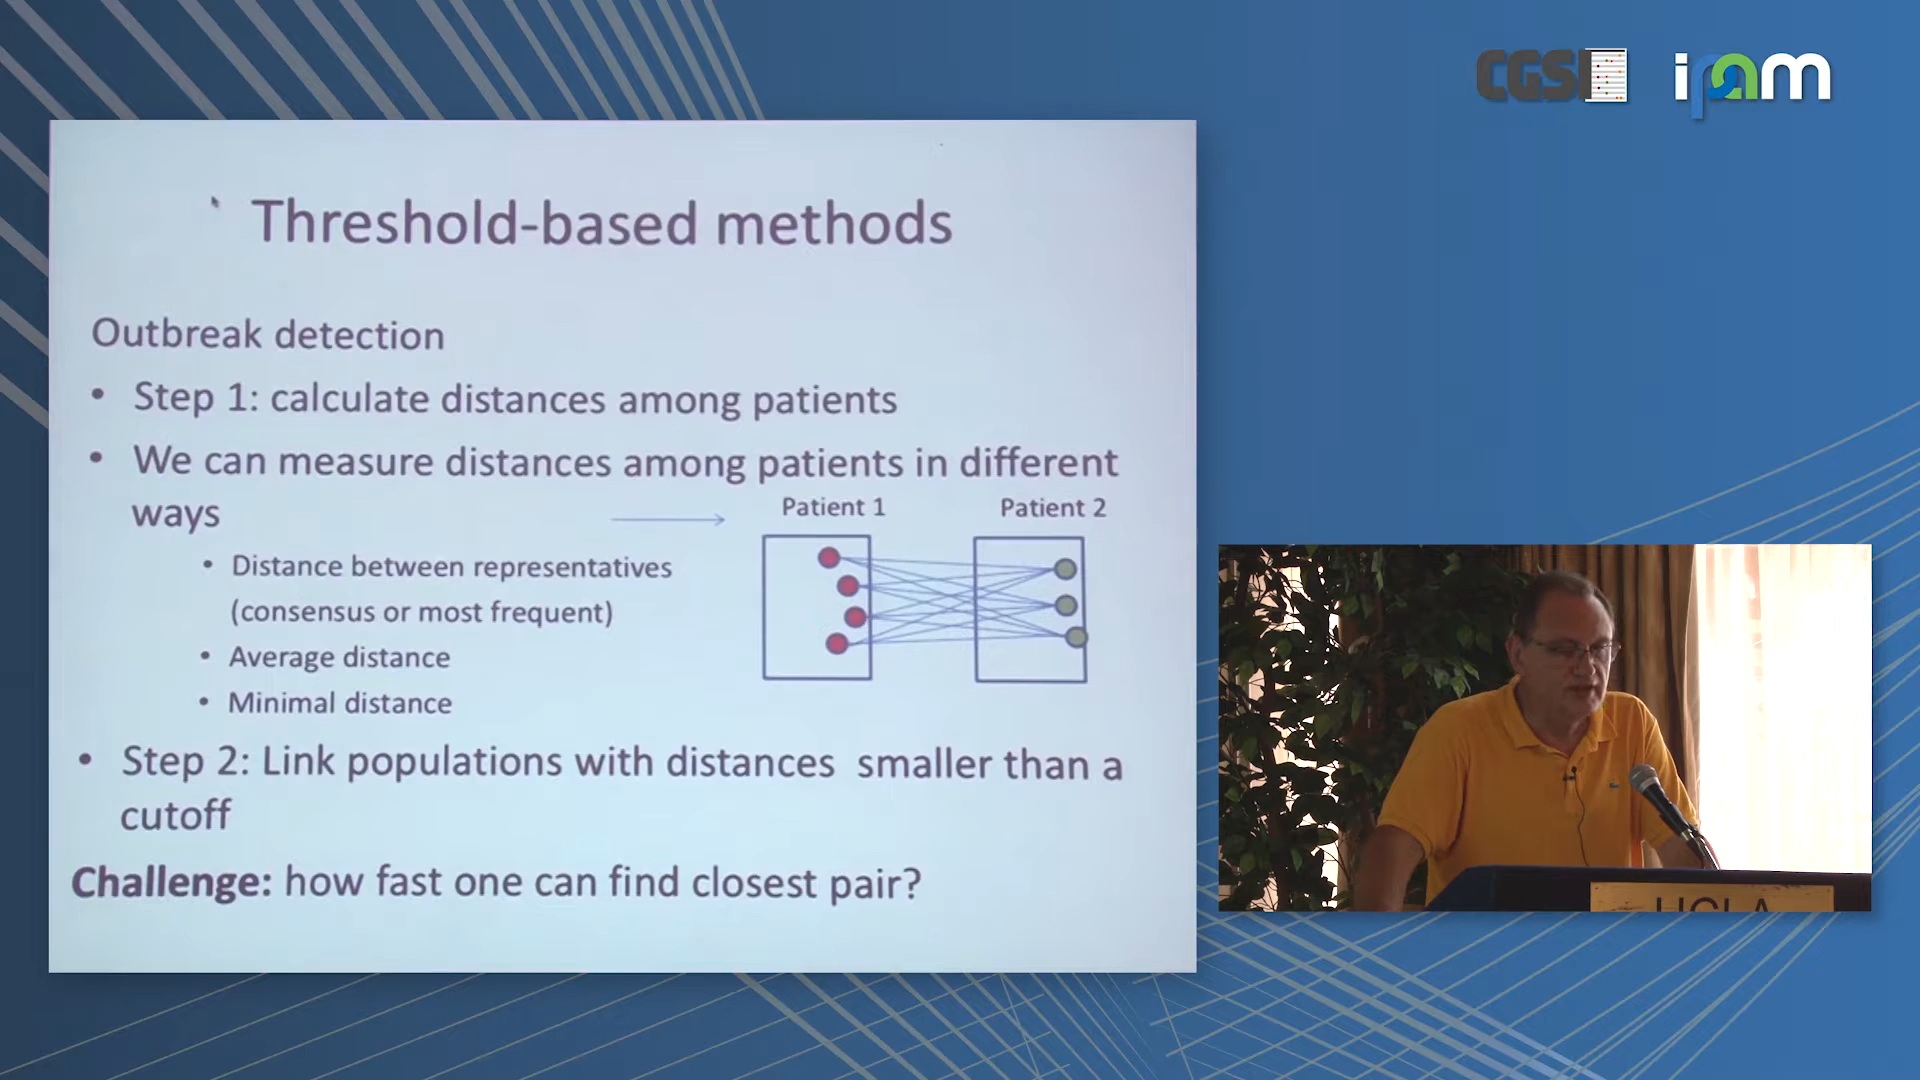 CGSI
ipam
Threshold-based methods
Outbreak detection
• Step 1: calculate distances among patients
• We can measure distances among patients in different
ways
Patient 1
Patient 2
• Distance between representatives
(consensus or most frequent)
• Average distance
• Minimal distance
• Step 2: Link populations with distances smaller than a
cutoff
Challenge: how fast one can find closest pair?
UCLA